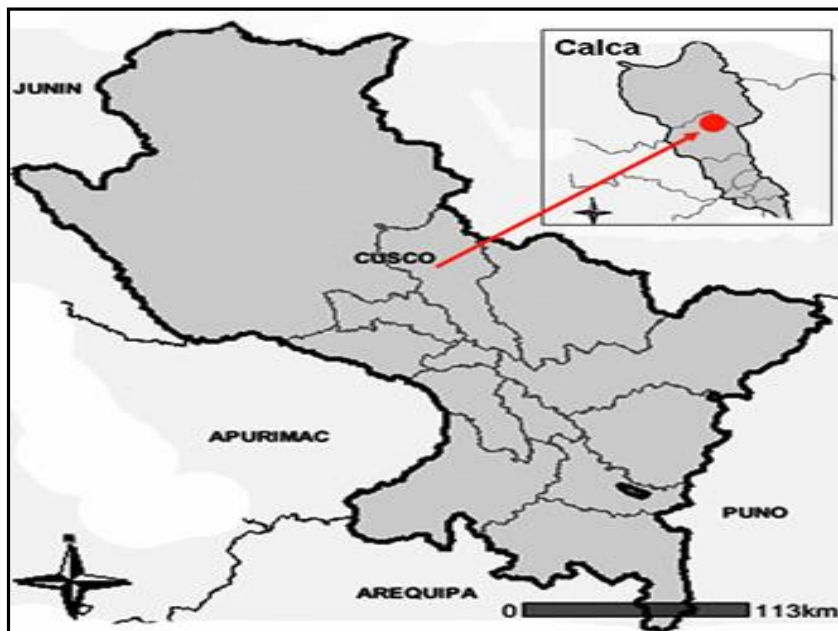 Calca
JUNIN
CUSCO
APURIMAC
PUNO
AREQUIPA
0 113km